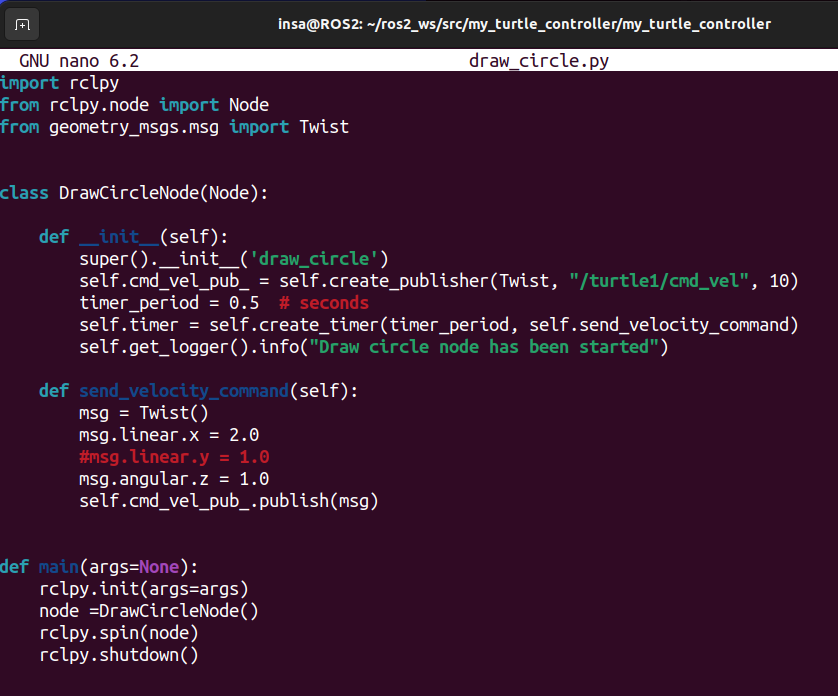 insa@ROS2: ~/ros2_ws/src/my_turtle_controller/my_turtle_controller
GNU nano 6.2 draw_circle.py
import rclpy
from rclpy.node import Node
from geometry_msgs.msg import Twist
class DrawCircleNode(Node):
    def __init__(self):
        super().__init__('draw_circle')
        self.cmd_vel_pub_ = self.create_publisher(Twist, "/turtle1/cmd_vel", 10)
        timer_period = 0.5  # seconds
        self.timer = self.create_timer(timer_period, self.send_velocity_command)
        self.get_logger().info("Draw circle node has been started")
    def send_velocity_command(self):
        msg = Twist()
        msg.linear.x = 2.0
        #msg.linear.y = 1.0
        msg.angular.z = 1.0
        self.cmd_vel_pub_.publish(msg)
def main(args=None):
    rclpy.init(args=args)
    node =DrawCircleNode()
    rclpy.spin(node)
    rclpy.shutdown()